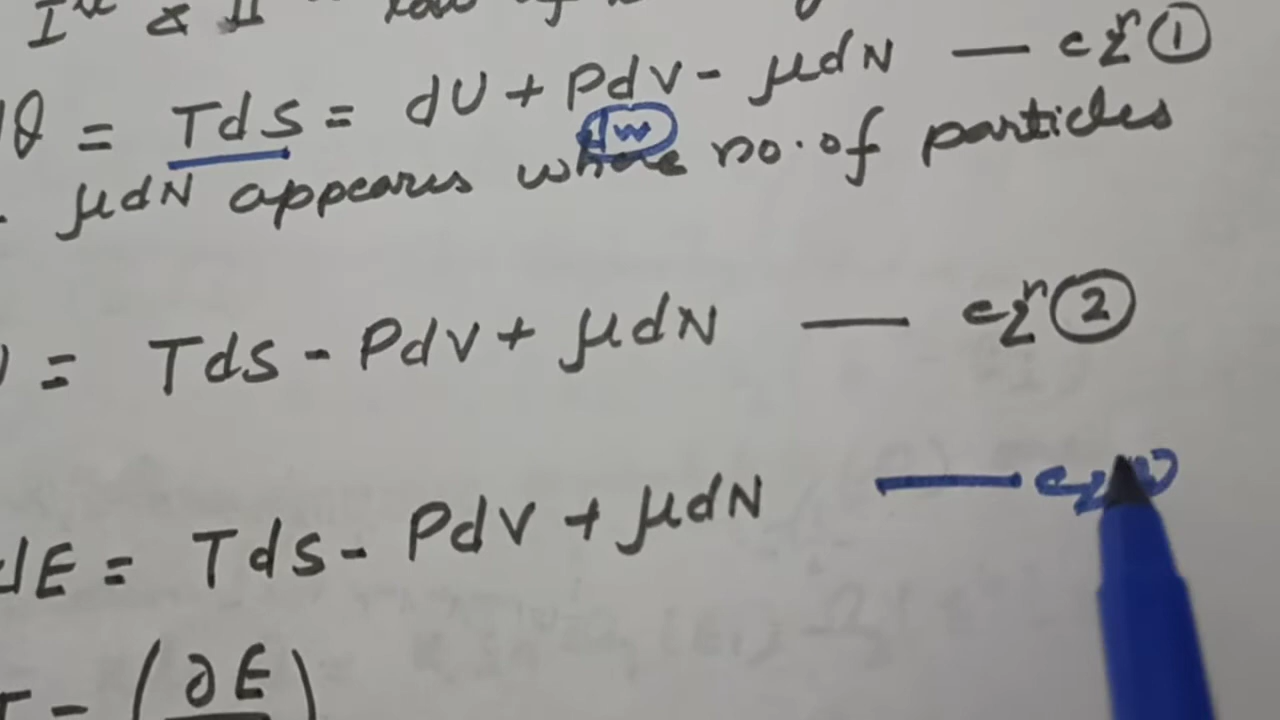 Q = TdS = dU + PdV - μdN — eqⁿ ①
dw
μdN appears where no. of particles
= TdS - PdV + μdN — eqⁿ ②
dE = TdS - PdV + μdN — eqⁿ
= (∂E)